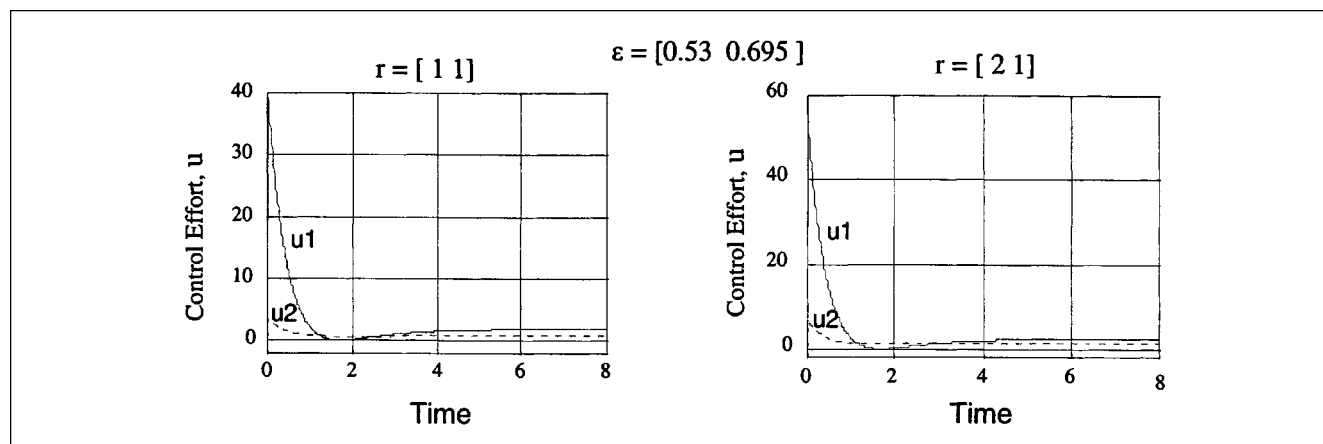 ε = [0.53 0.695 ]
r = [ 1 1]
40
30
20
10
0
Control Effort, u
u1
u2
0
2
4
6
8
Time
r = [ 2 1]
60
40
20
0
Control Effort, u
u1
u2
0
2
4
6
8
Time